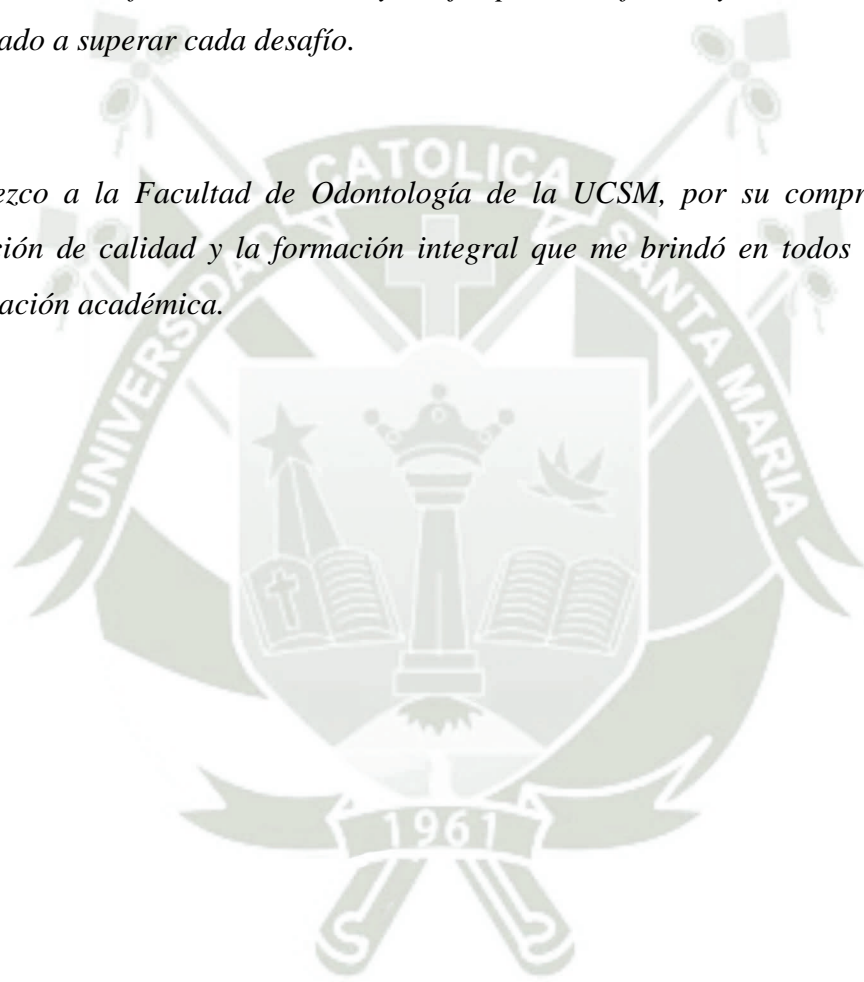 ado a superar cada desafío.
ezco a la Facultad de Odontología de la UCSM, por su compr
ción de calidad y la formación integral que me brindó en todos
ación académica.
UNIVERSIDAD CATOLICA SANTA MARIA
1961